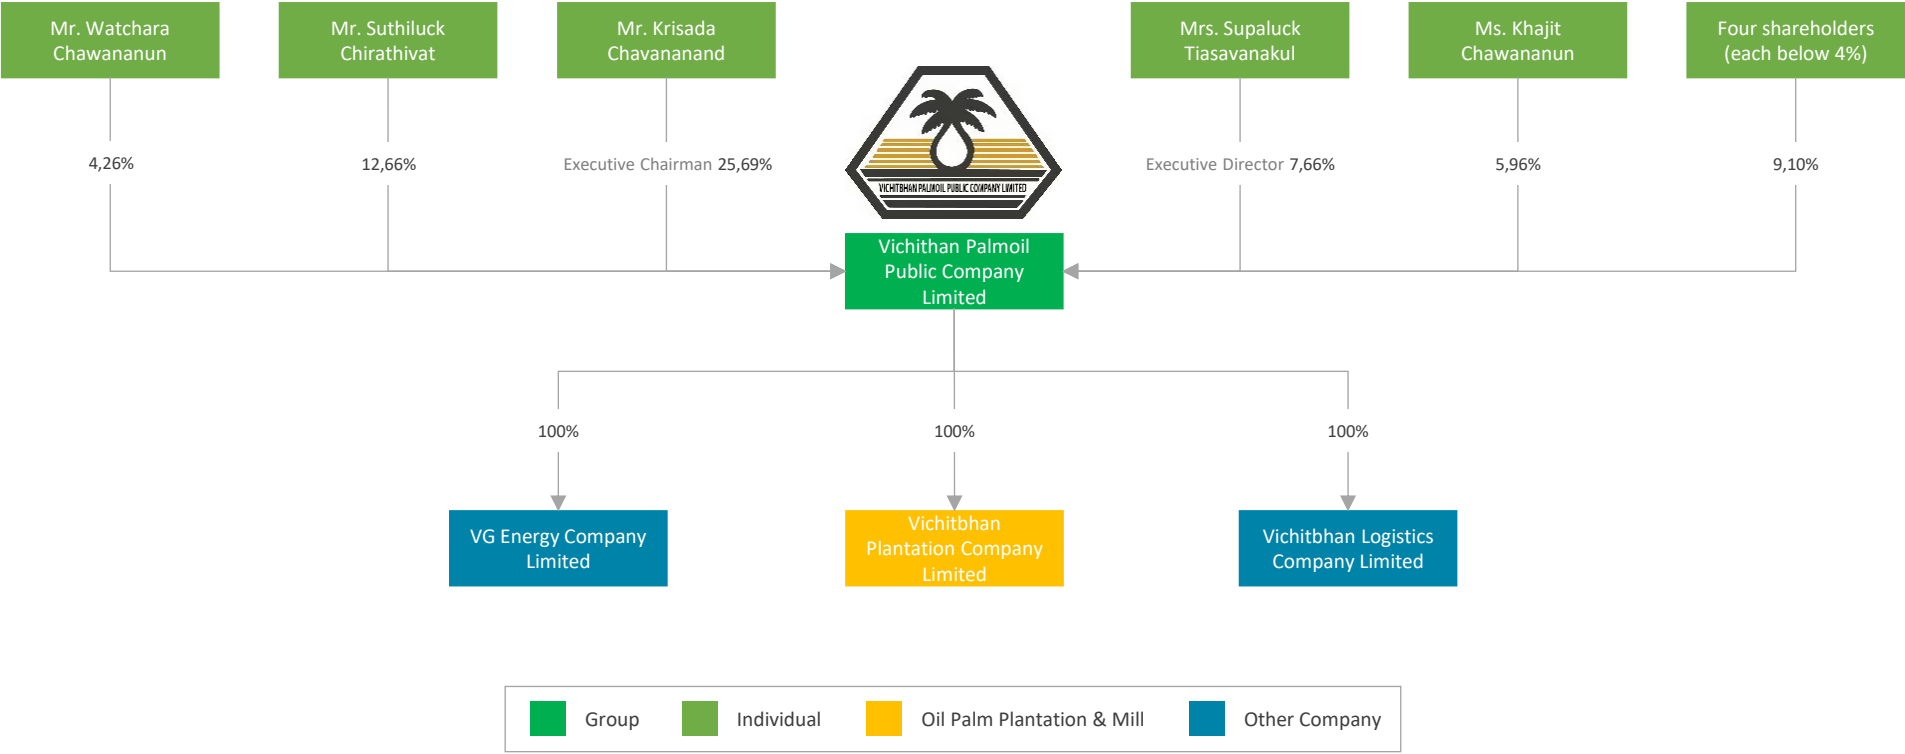 Mr. Watchara
Chawananun
Mr. Suthiluck
Chirathivat
Mr. Krisada
Chavananand
Mrs. Supaluck
Tiasavanakul
Ms. Khajit
Chawananun
Four shareholders
(each below 4%)
4,26%
12,66%
Executive Chairman 25,69%
VICHITBHAN PALMOIL PUBLIC COMPANY LIMITED
Executive Director 7,66%
5,96%
9,10%
Vichithan Palmoil
Public Company
Limited
100%
100%
100%
VG Energy Company
Limited
Vichitbhan
Plantation Company
Limited
Vichitbhan Logistics
Company Limited
Group
Individual
Oil Palm Plantation & Mill
Other Company